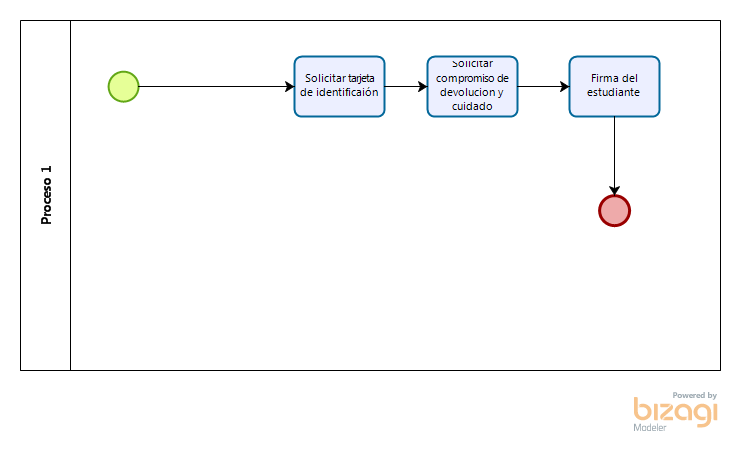 Proceso 1
Solicitar tarjeta
de identificaión
Solicitar
compromiso de
devolucion y
cuidado
Firma del
estudiante
Powered by
bizagi
Modeler